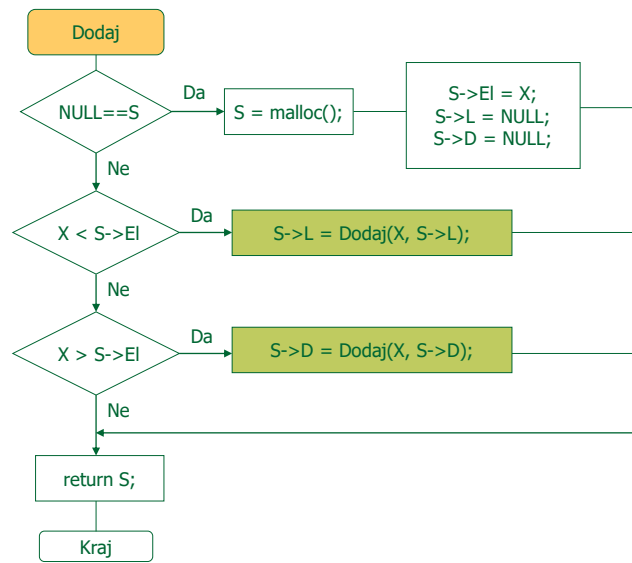 Dodaj
NULL==S
Da
S = malloc();
S->El = X;
S->L = NULL;
S->D = NULL;
Ne
X < S->El
Da
S->L = Dodaj(X, S->L);
Ne
X > S->El
Da
S->D = Dodaj(X, S->D);
Ne
return S;
Kraj